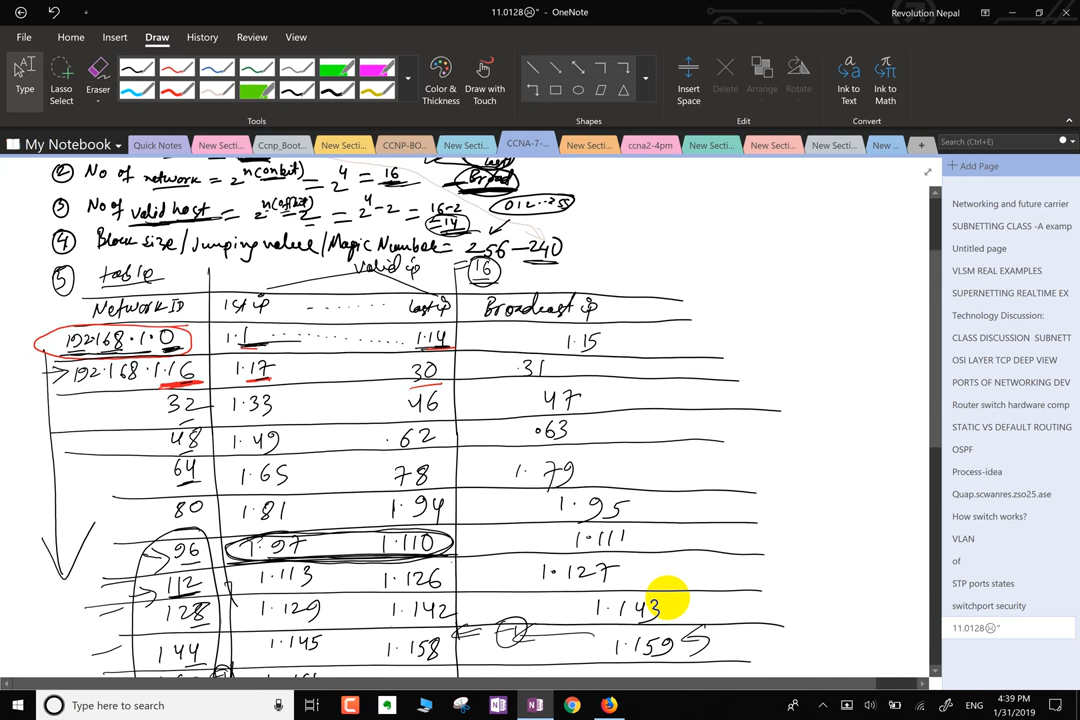 11.0128☹" - OneNote
Revolution Nepal
File Home Insert Draw History Review View
Type
Lasso Select
Eraser
Color & Thickness
Draw with Touch
Insert Space
Delete
Arrange
Rotate
Ink to Text
Ink to Math
Tools
Shapes
Edit
Convert
My Notebook
Quick Notes
New Secti...
Ccnp_Boot...
New Secti...
CCNP-BO...
New Secti...
CCNA-7-...
New Secti...
ccna2-4pm
New Secti...
New Secti...
New Secti...
New ...
Search (Ctrl+E)
Add Page
Networking and future carrier
SUBNETTING CLASS -A examp
Untitled page
VLSM REAL EXAMPLES
SUPERNETTING REALTIME EX
Technology Discussion:
CLASS DISCUSSION SUBNETT
OSI LAYER TCP DEEP VIEW
PORTS OF NETWORKING DEV
Router switch hardware comp
STATIC VS DEFAULT ROUTING
OSPF
Process-idea
Quap.scwanres.zso25.ase
How switch works?
VLAN
of
STP ports states
switchport security
11.0128☹"
② No of network = 2^n(on bit) = 2^4 = 16 Broad
③ No of valid host = 2^n(off bit) - 2 = 2^4 - 2 = 16-2 = 14
0 1 2 ... 255
④ Block size / Jumping value / Magic Number = 256 - 240
= 16
⑤ table valid ip
Network ID 1st ip ........ last ip Broadcast ip
192.168.1.0 1.1 ........ 1.14 1.15
192.168.1.16 1.17 30 .31
32 1.33 46 47
48 1.49 .62 .63
64 1.65 78 1.79
80 1.81 1.94 1.95
96 1.97 1.110 1.111
112 1.113 1.126 1.127
128 1.129 1.142 1.143
144 1.145 1.158 1.159
Type here to search
ENG
4:39 PM
1/31/2019